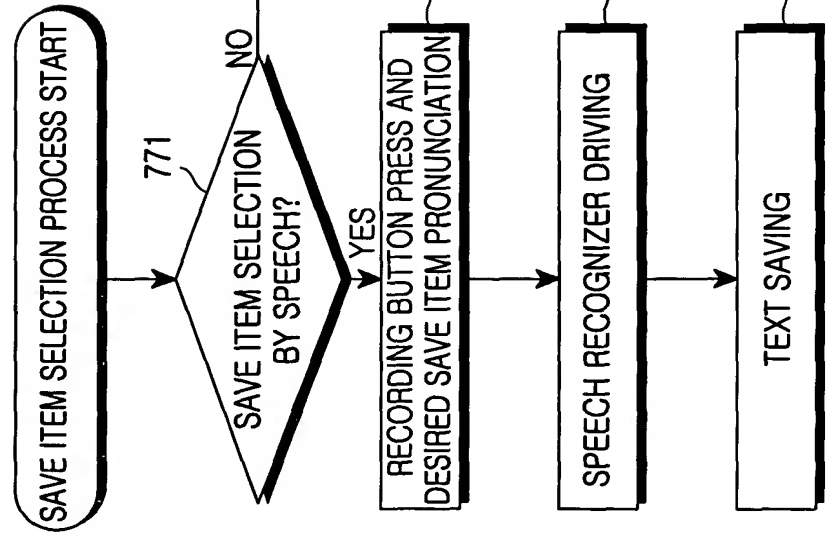 SAVE ITEM SELECTION PROCESS START
771
SAVE ITEM SELECTION
BY SPEECH?
NO
YES
RECORDING BUTTON PRESS AND
DESIRED SAVE ITEM PRONUNCIATION
SPEECH RECOGNIZER DRIVING
TEXT SAVING